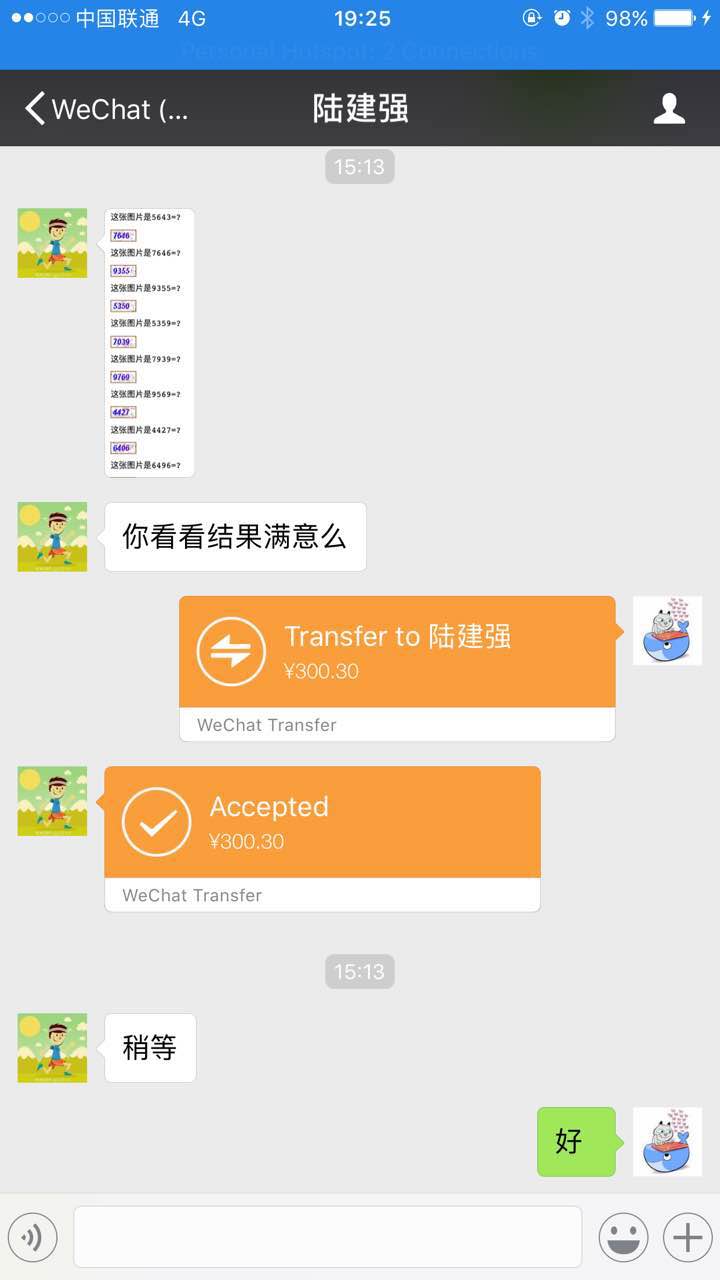 中国联通 4G 19:25 98%
Personal Hotspot: 2 Connections
WeChat (... 陆建强
15:13
这张图片是5643=?
7646
这张图片是7646=?
9355
这张图片是9355=?
5350
这张图片是5359=?
7039
这张图片是7939=?
9769
这张图片是9569=?
4427
这张图片是4427=?
6406
这张图片是6496=?
你看看结果满意么
Transfer to 陆建强
¥300.30
WeChat Transfer
Accepted
¥300.30
WeChat Transfer
15:13
稍等
好